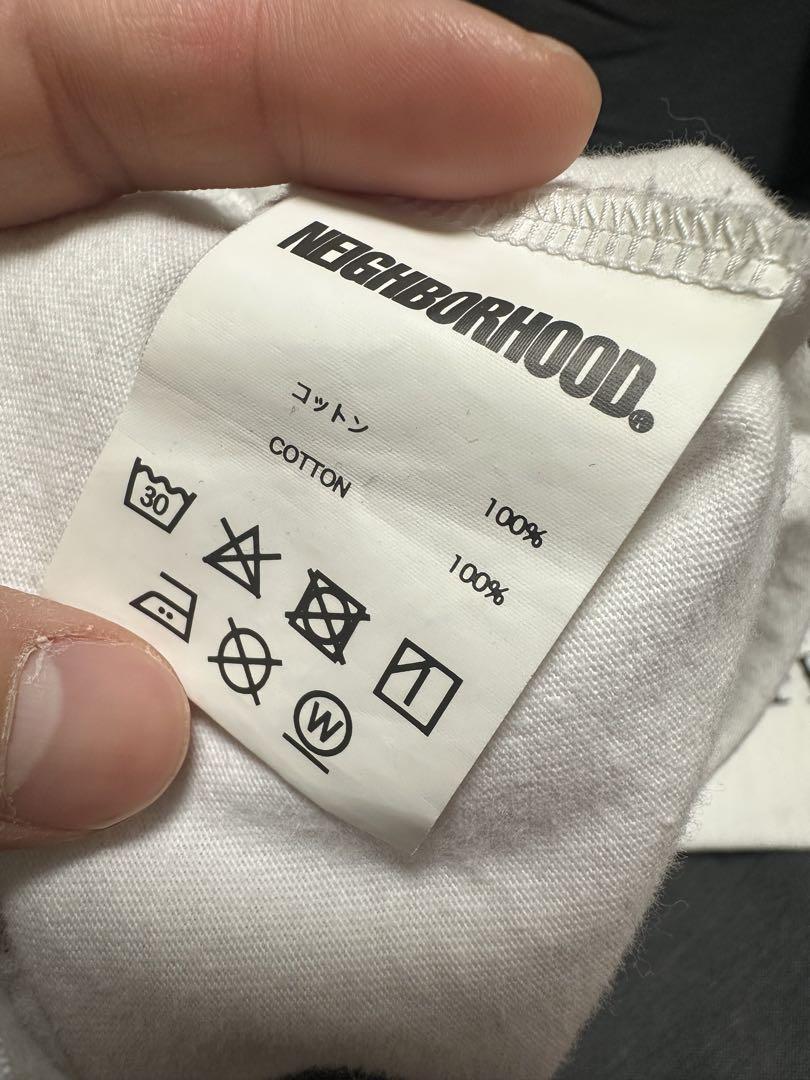 NEIGHBORHOOD®
コットン 100%
COTTON 100%
30
W